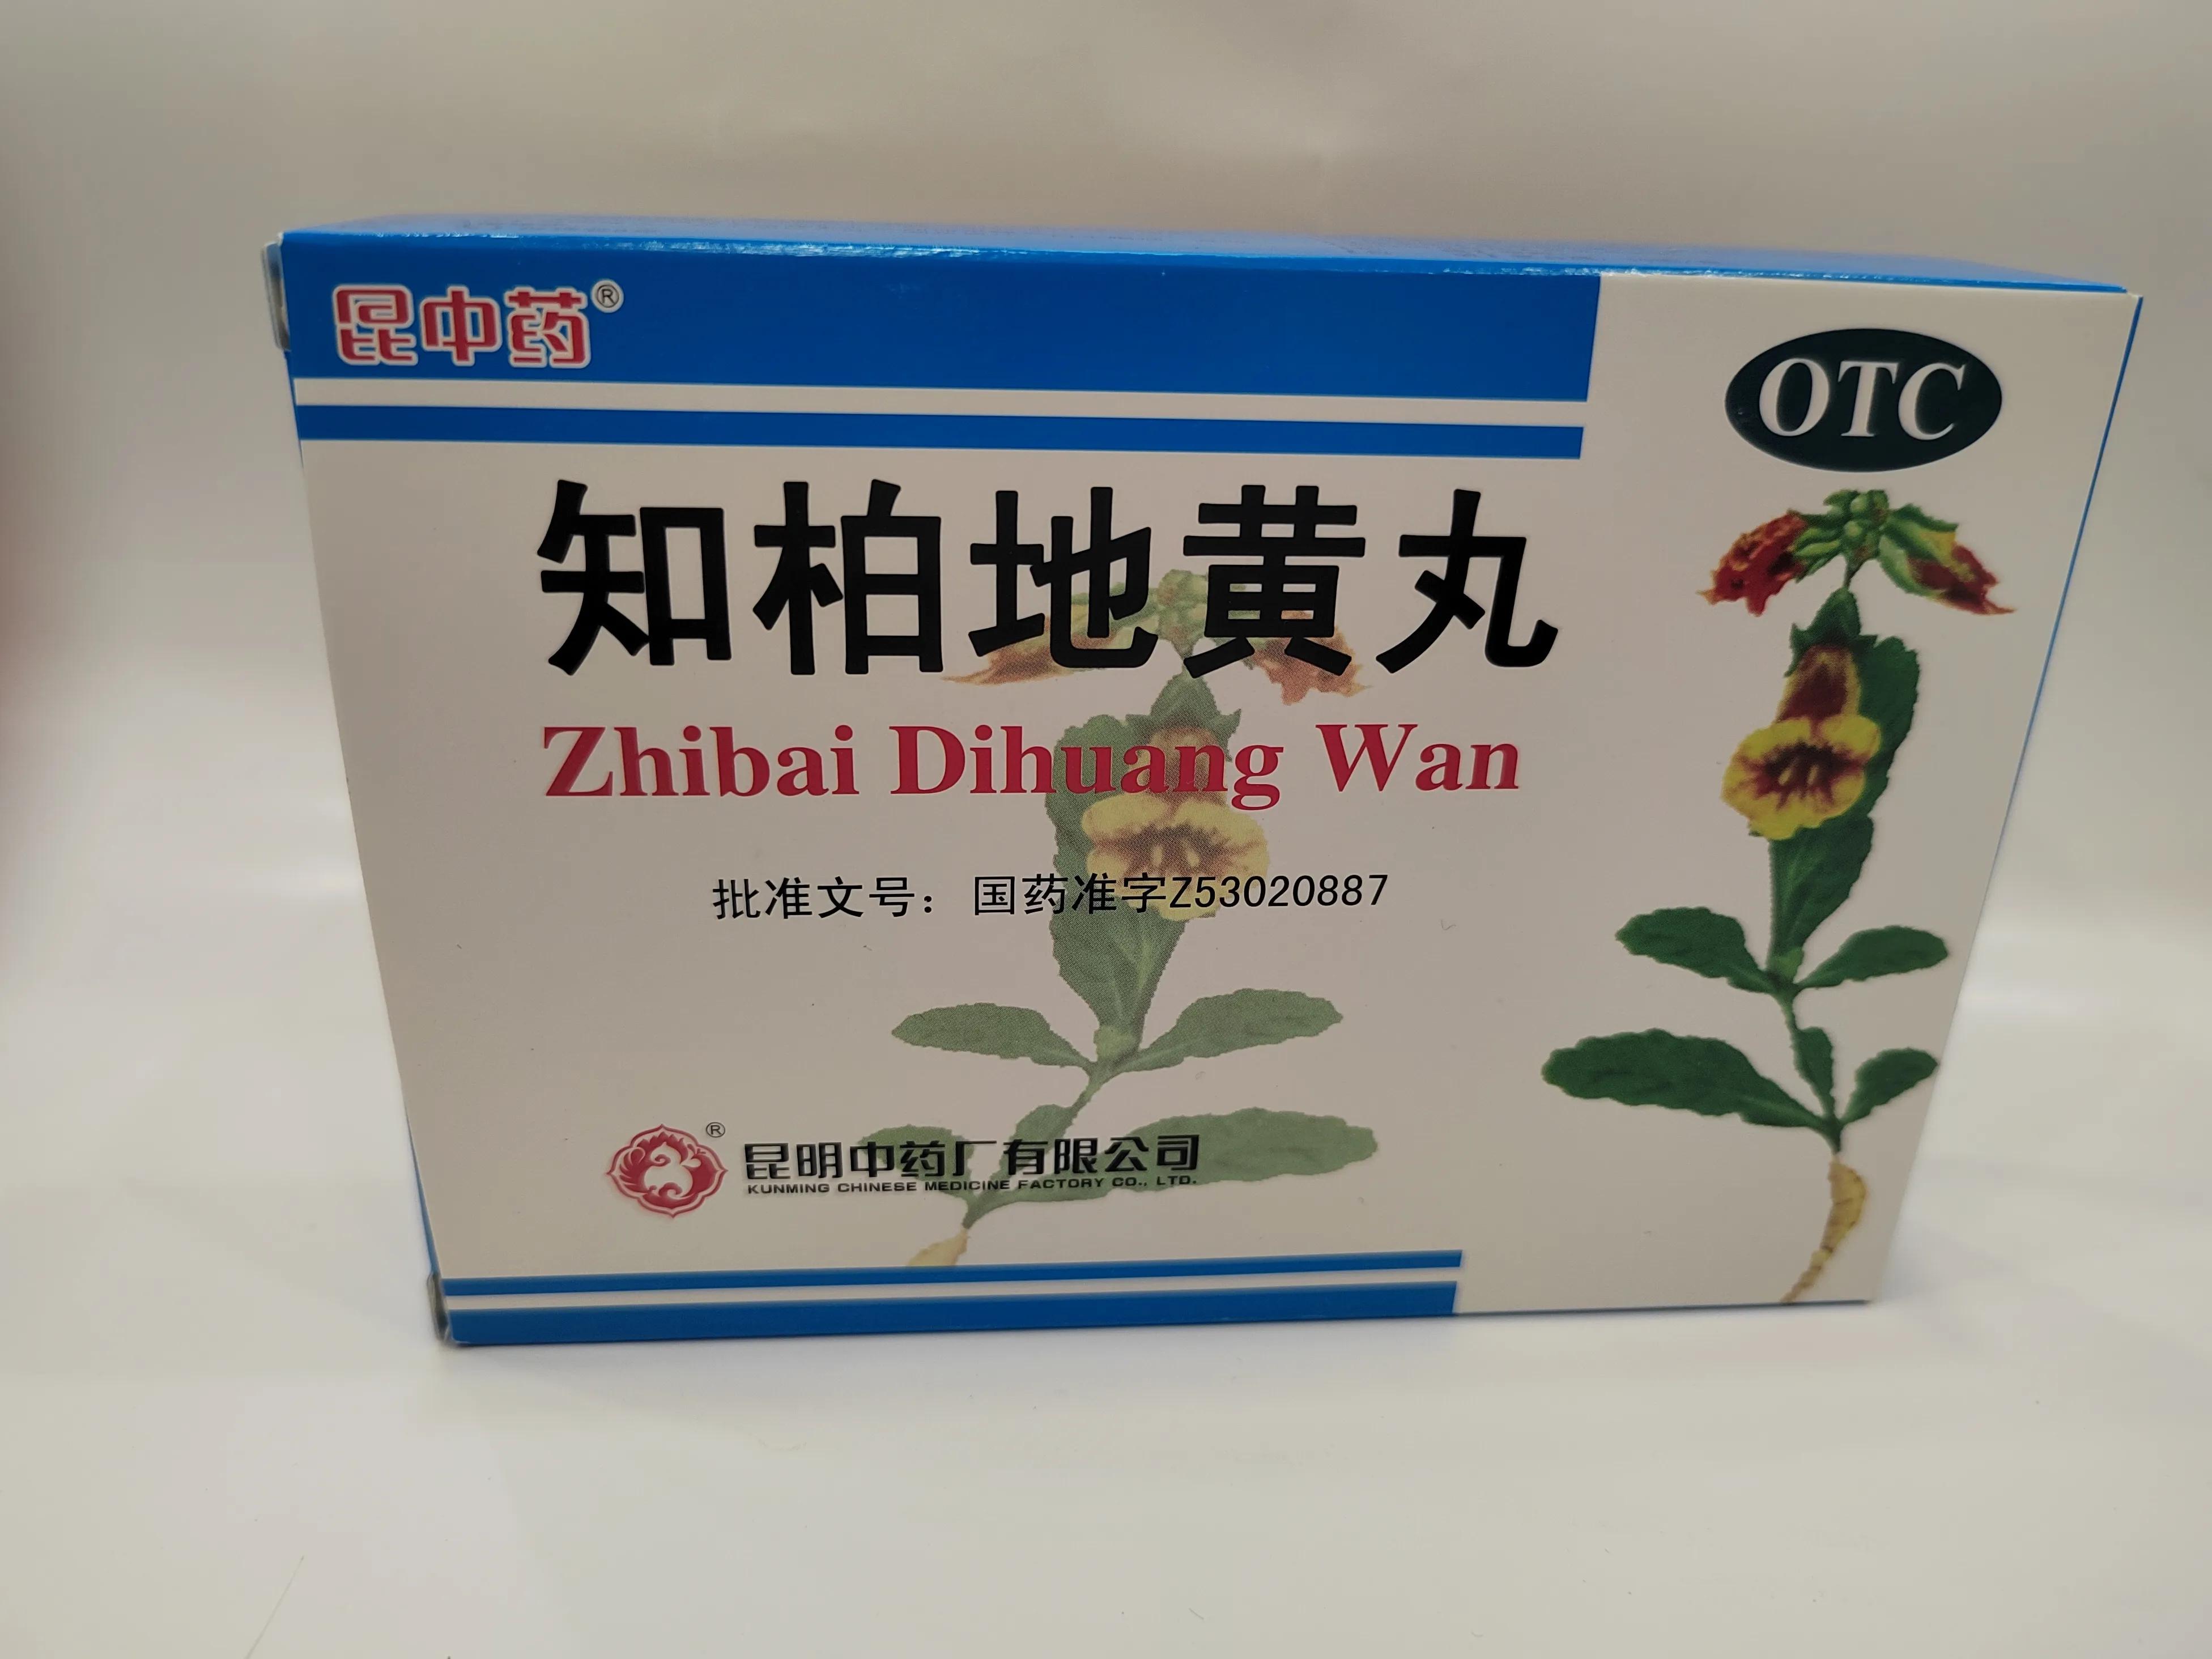 昆中药®
OTC
知柏地黄丸
Zhibai Dihuang Wan
批准文号：国药准字Z53020887
®
昆明中药厂有限公司
KUNMING CHINESE MEDICINE FACTORY CO., LTD.